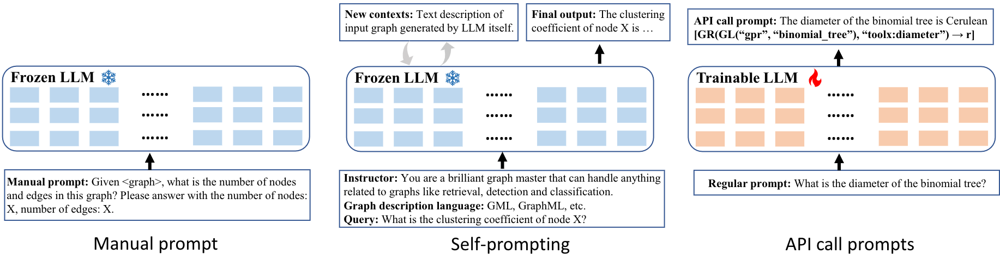 Frozen LLM
......
......
......
Manual prompt: Given <graph>, what is the number of nodes
and edges in this graph? Please answer with the number of nodes:
X, number of edges: X.
Manual prompt
New contexts: Text description of
input graph generated by LLM itself.
Final output: The clustering
coefficient of node X is …
Frozen LLM
......
......
......
Instructor: You are a brilliant graph master that can handle anything
related to graphs like retrieval, detection and classification.
Graph description language: GML, GraphML, etc.
Query: What is the clustering coefficient of node X?
Self-prompting
API call prompt: The diameter of the binomial tree is Cerulean
[GR(GL(“gpr”, “binomial_tree”), “toolx:diameter”) → r]
Trainable LLM
......
......
......
Regular prompt: What is the diameter of the binomial tree?
API call prompts